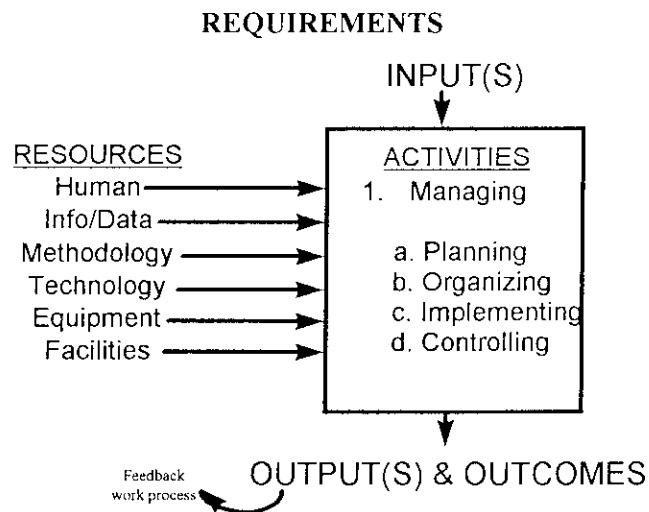 REQUIREMENTS
INPUT(S)
RESOURCES
Human
Info/Data
Methodology
Technology
Equipment
Facilities
ACTIVITIES
1. Managing
a. Planning
b. Organizing
c. Implementing
d. Controlling
OUTPUT(S) & OUTCOMES
Feedback
work process